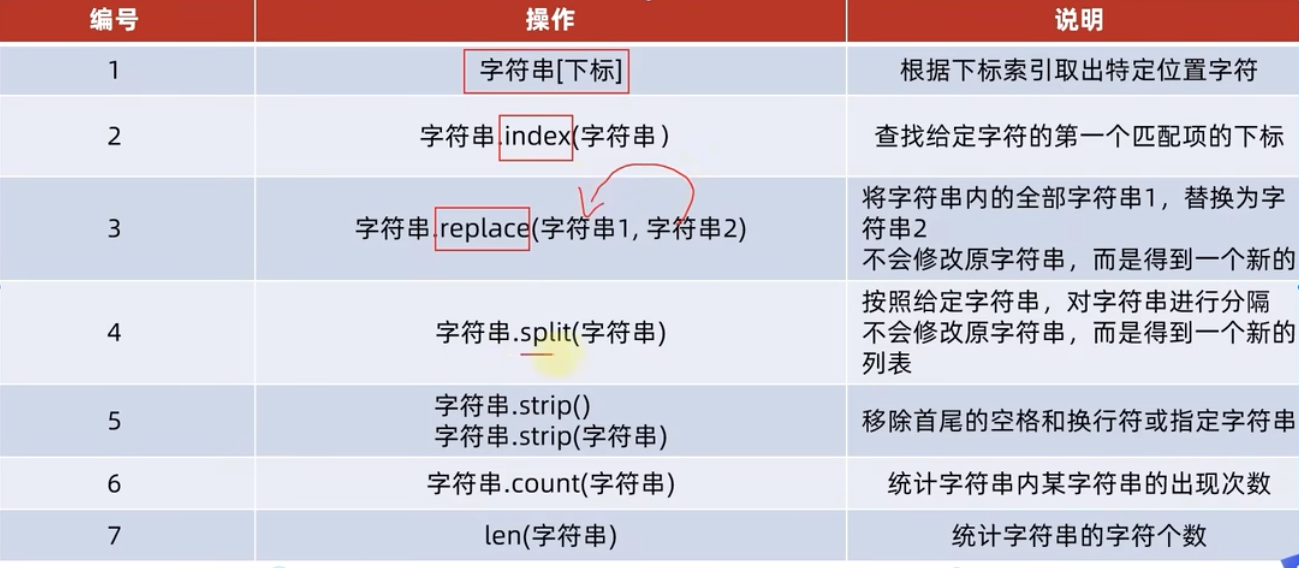 编号 操作 说明
1 字符串[下标] 根据下标索引取出特定位置字符
2 字符串.index(字符串） 查找给定字符的第一个匹配项的下标
3 字符串.replace(字符串1, 字符串2) 将字符串内的全部字符串1，替换为字
符串2
不会修改原字符串，而是得到一个新的
4 字符串.split(字符串) 按照给定字符串，对字符串进行分隔
不会修改原字符串，而是得到一个新的
列表
5 字符串.strip()
字符串.strip(字符串) 移除首尾的空格和换行符或指定字符串
6 字符串.count(字符串) 统计字符串内某字符串的出现次数
7 len(字符串) 统计字符串的字符个数